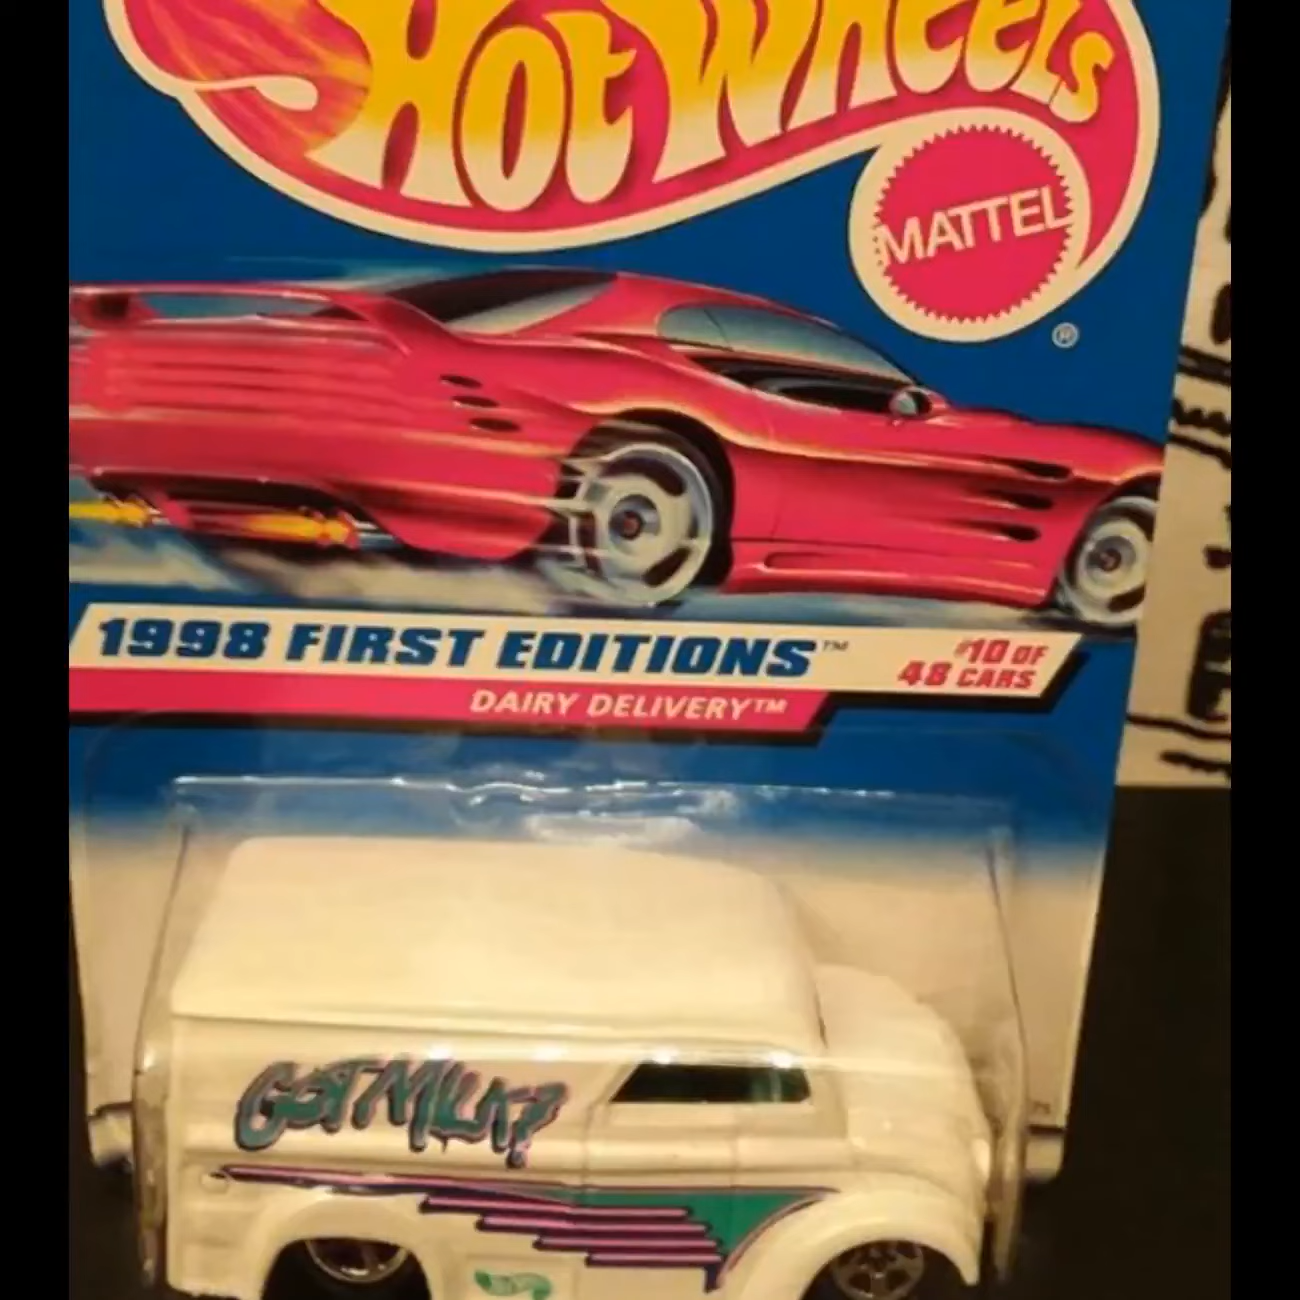 Hot Wheels
MATTEL
®
1998 FIRST EDITIONS™
#10 OF
48 CARS
DAIRY DELIVERY™
GOT MILK?